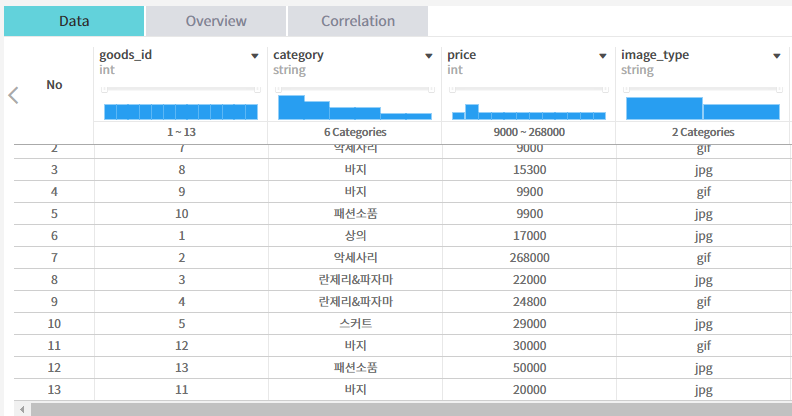 Data Overview Correlation
No goods_id category price image_type
int string int string
1 ~ 13 6 Categories 9000 ~ 268000 2 Categories
2 7 악세사리 9000 gif
3 8 바지 15300 jpg
4 9 바지 9900 gif
5 10 패션소품 9900 jpg
6 1 상의 17000 jpg
7 2 악세사리 268000 gif
8 3 란제리&파자마 22000 jpg
9 4 란제리&파자마 24800 gif
10 5 스커트 29000 jpg
11 12 바지 30000 gif
12 13 패션소품 50000 jpg
13 11 바지 20000 jpg